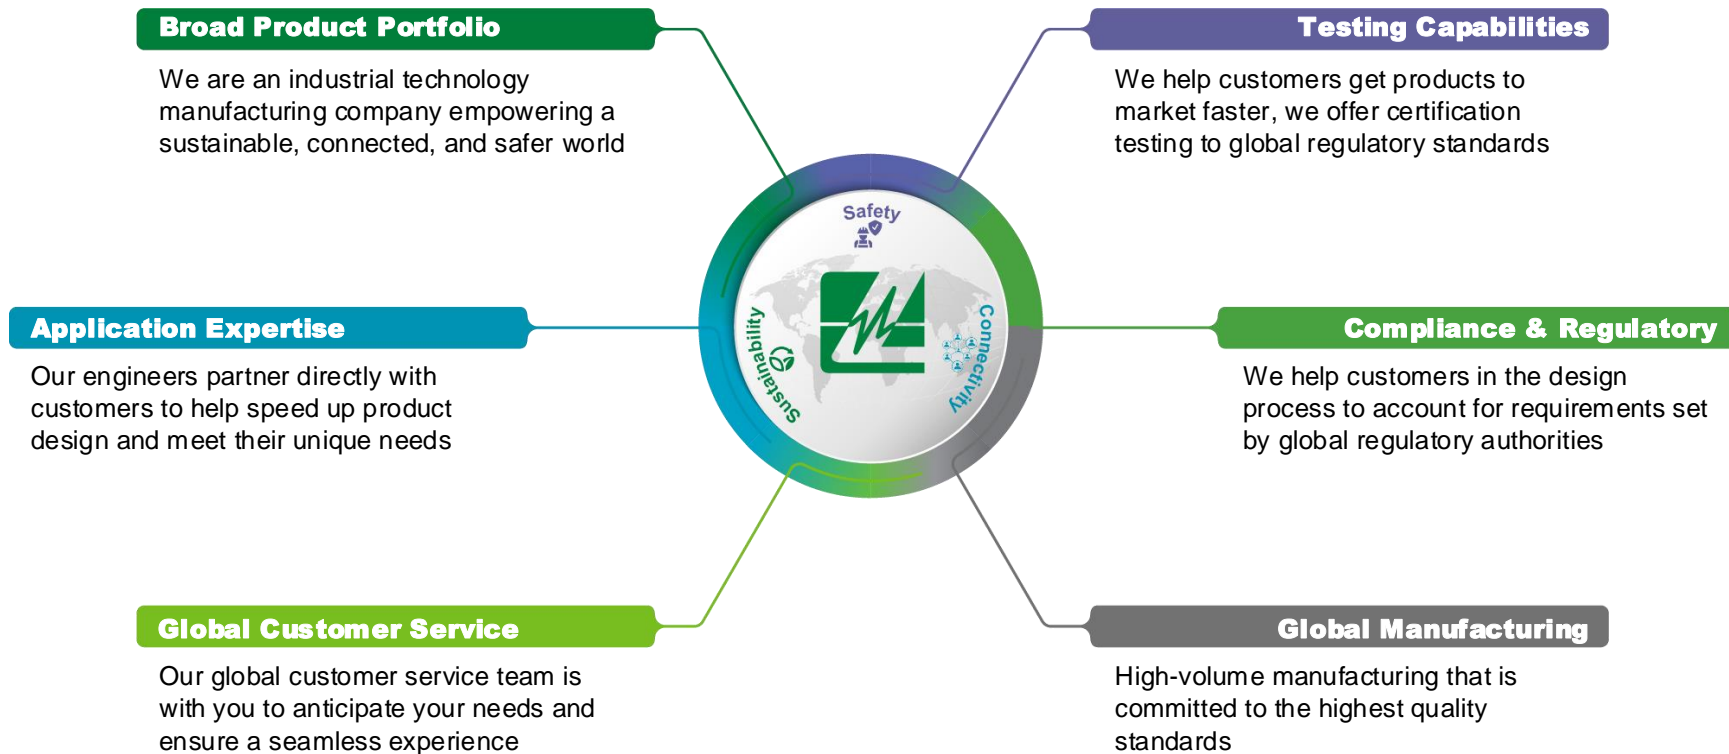 Broad Product Portfolio
We are an industrial technology
manufacturing company empowering a
sustainable, connected, and safer world
Testing Capabilities
We help customers get products to
market faster, we offer certification
testing to global regulatory standards
Safety
Sustainability
Connectivity
Application Expertise
Our engineers partner directly with
customers to help speed up product
design and meet their unique needs
Compliance & Regulatory
We help customers in the design
process to account for requirements set
by global regulatory authorities
Global Customer Service
Our global customer service team is
with you to anticipate your needs and
ensure a seamless experience
Global Manufacturing
High-volume manufacturing that is
committed to the highest quality
standards